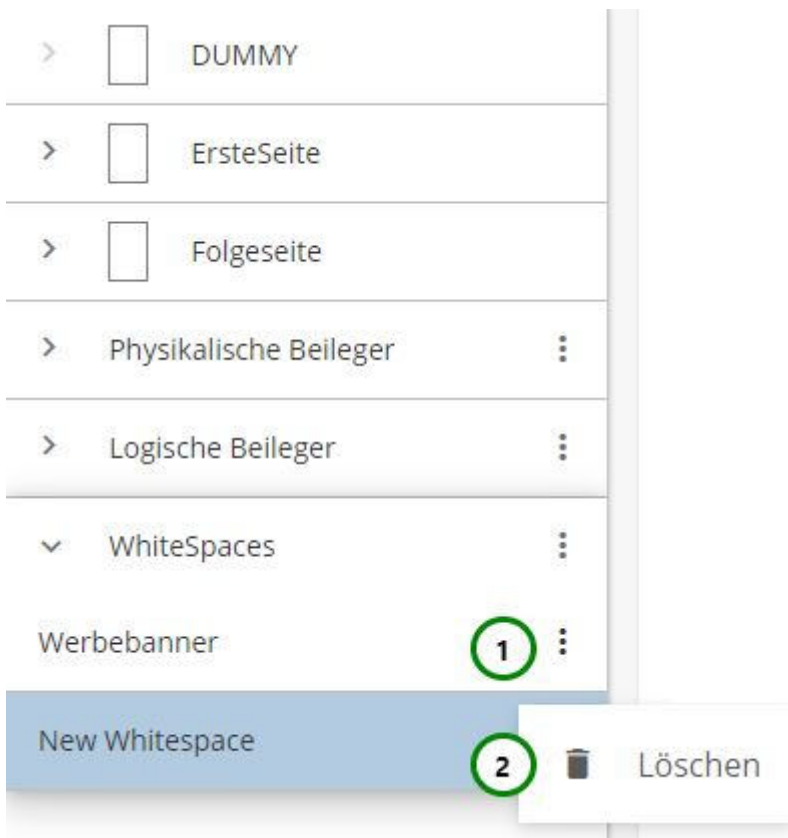 DUMMY
ErsteSeite
Folgeseite
Physikalische Beileger
Logische Beileger
WhiteSpaces
Werbebanner 1
New Whitespace 2 Löschen